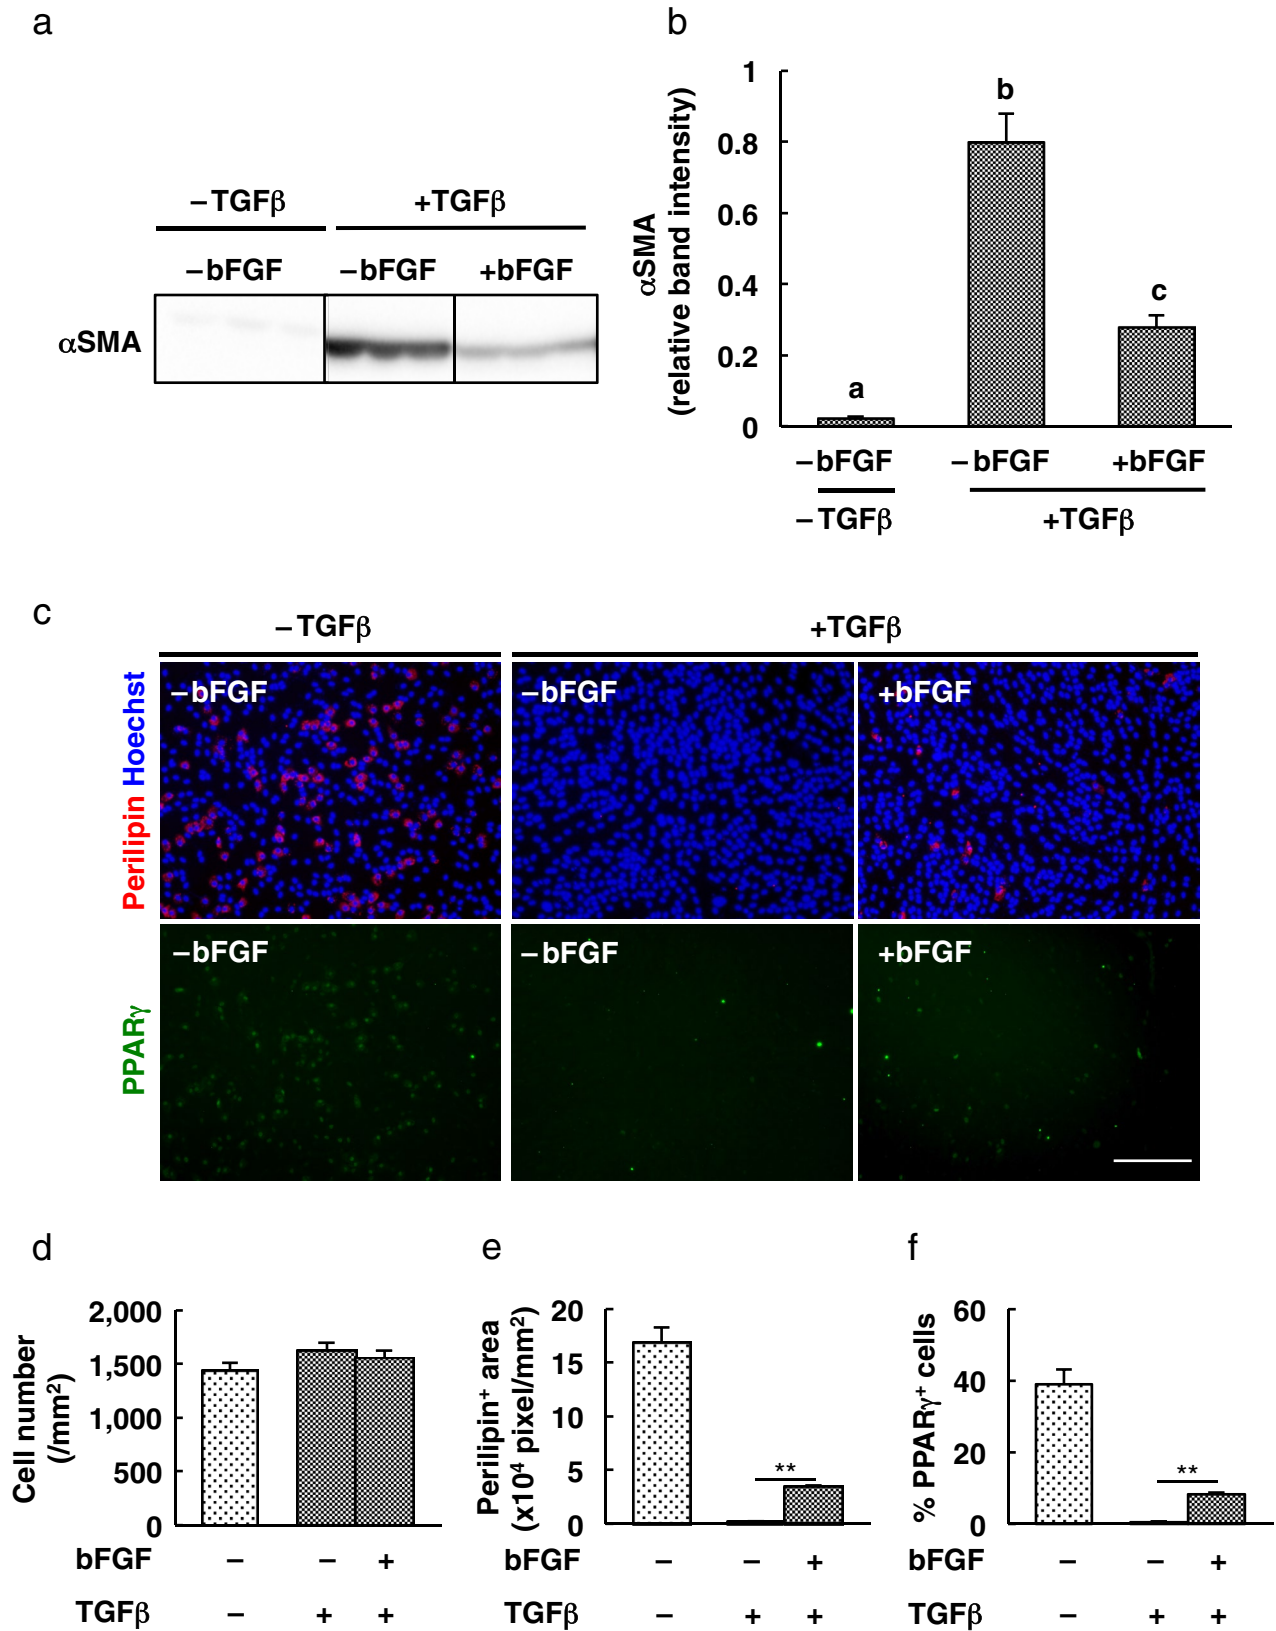 a
−TGFβ
+TGFβ
−bFGF
−bFGF
+bFGF
αSMA
b
αSMA
(relative band intensity)
1
0.8
0.6
0.4
0.2
0
a
b
c
−bFGF
−bFGF
+bFGF
−TGFβ
+TGFβ
c
−TGFβ
+TGFβ
Perilipin Hoechst
−bFGF
−bFGF
+bFGF
PPARγ
−bFGF
−bFGF
+bFGF
d
Cell number
(/mm²)
2,000
1,500
1,000
500
0
bFGF − − +
TGFβ − + +
e
Perilipin⁺ area
(x10⁴ pixel/mm²)
20
15
10
5
0
**
bFGF − − +
TGFβ − + +
f
% PPARγ⁺ cells
60
40
20
0
**
bFGF − − +
TGFβ − + +